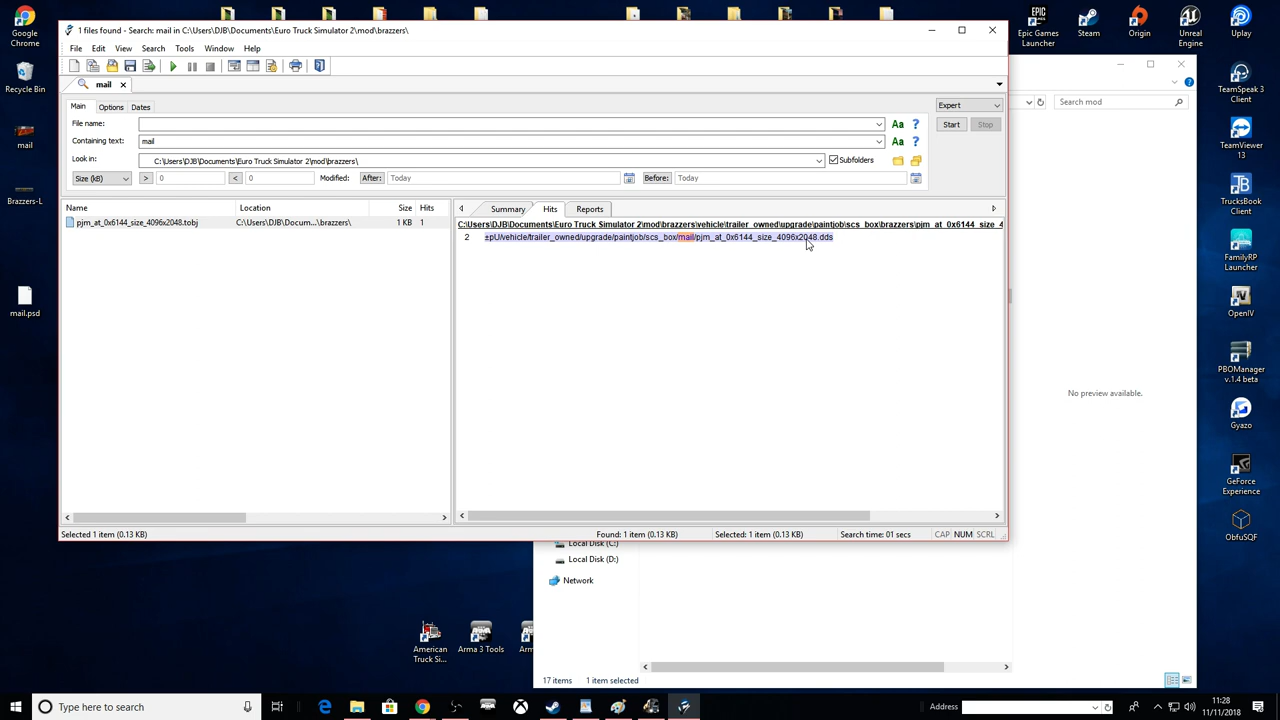 Google
Chrome
Recycle Bin
mail
Brazzers-L
mail.psd
1 files found - Search: mail in C:\Users\DJB\Documents\Euro Truck Simulator 2\mod\brazzers\
File Edit View Search Tools Window Help
mail
Main Options Dates
Expert
File name:
Start Stop
Containing text: mail
Look in: C:\Users\DJB\Documents\Euro Truck Simulator 2\mod\brazzers\ Subfolders
Size (kB) > 0 < 0 Modified: After: Today Before: Today
Name Location Size Hits
pjm_at_0x6144_size_4096x2048.tobj C:\Users\DJB\Docum...\brazzers\ 1 KB 1
Summary Hits Reports
C:\Users\DJB\Documents\Euro Truck Simulator 2\mod\brazzers\vehicle\trailer_owned\upgrade\paintjob\scs_box\brazzers\pjm_at_0x6144_size_4
2 ±pU/vehicle/trailer_owned/upgrade/paintjob/scs_box/mail/pjm_at_0x6144_size_4096x2048.dds
Selected 1 item (0.13 KB) Found: 1 item (0.13 KB) Selected: 1 item (0.13 KB) Search time: 01 secs CAP NUM SCRL
Search mod
No preview available.
Local Disk (C:)
Local Disk (D:)
Network
17 items 1 item selected
Epic Games
Launcher
Steam
Origin
Unreal
Engine
Uplay
TeamSpeak 3
Client
TeamViewer
13
TrucksBook
Client
FamilyRP
Launcher
OpenIV
PBOManager
v.1.4 beta
Gyazo
GeForce
Experience
ObfuSQF
American
Truck Si...
Arma 3 Tools
Type here to search
Address
11:28
11/11/2018